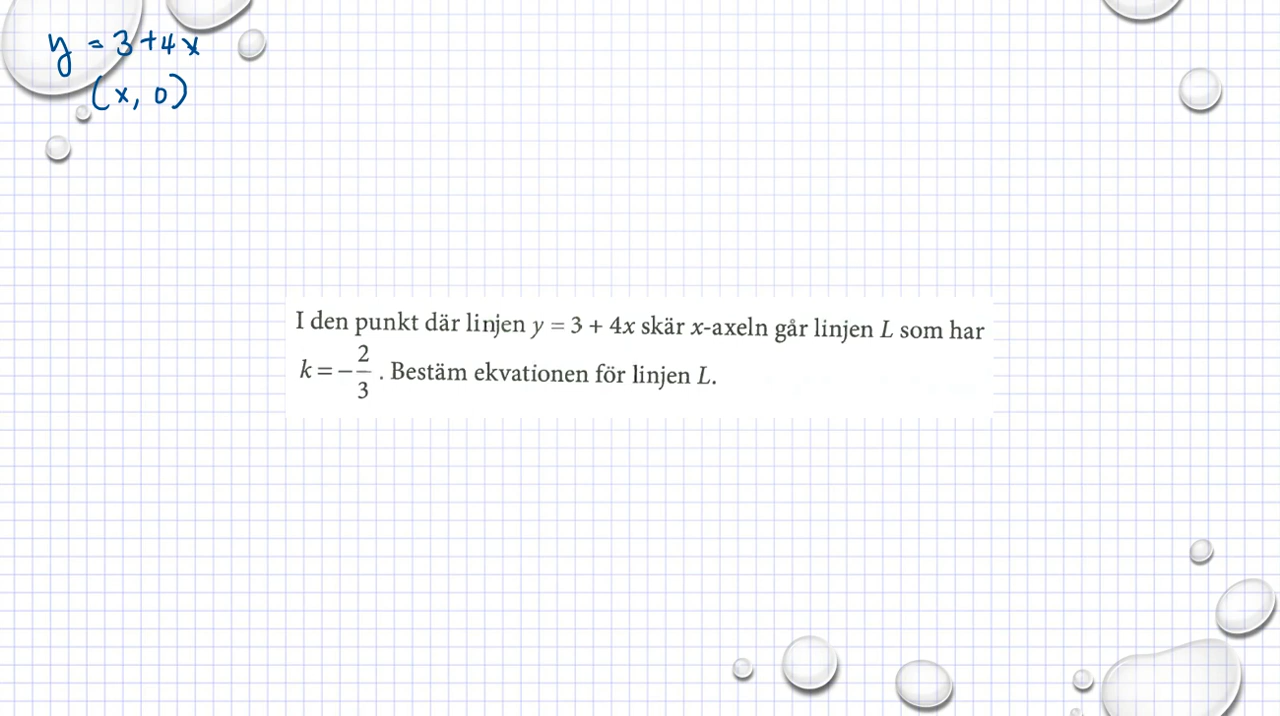 y = 3 + 4x
(x, 0)
I den punkt där linjen y = 3 + 4x skär x-axeln går linjen L som har
k = −2/3 . Bestäm ekvationen för linjen L.